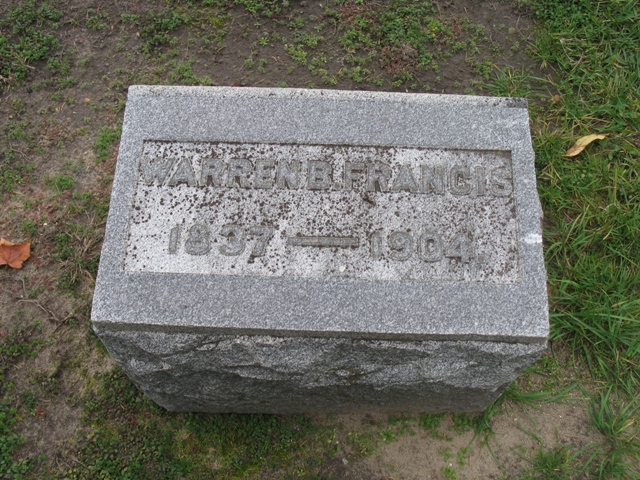 WARREN B. FRANCIS
1837 — 1904.